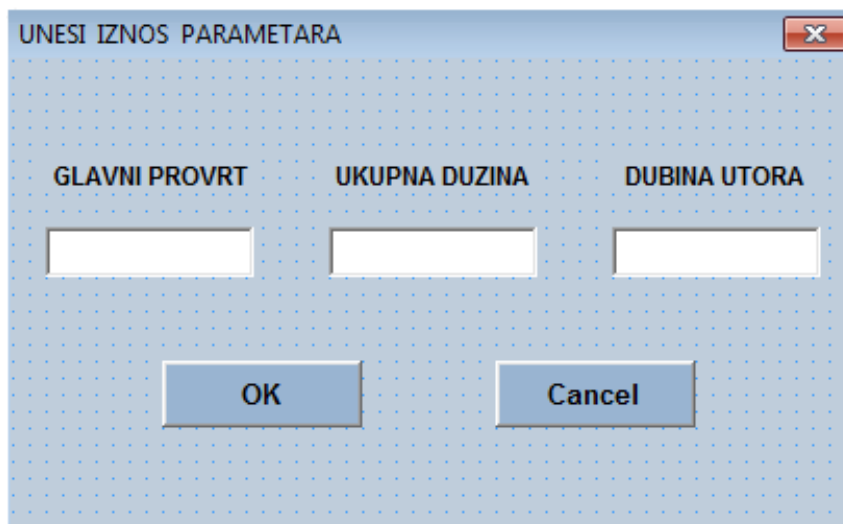 UNESI IZNOS PARAMETARA
GLAVNI PROVRT UKUPNA DUZINA DUBINA UTORA
OK Cancel